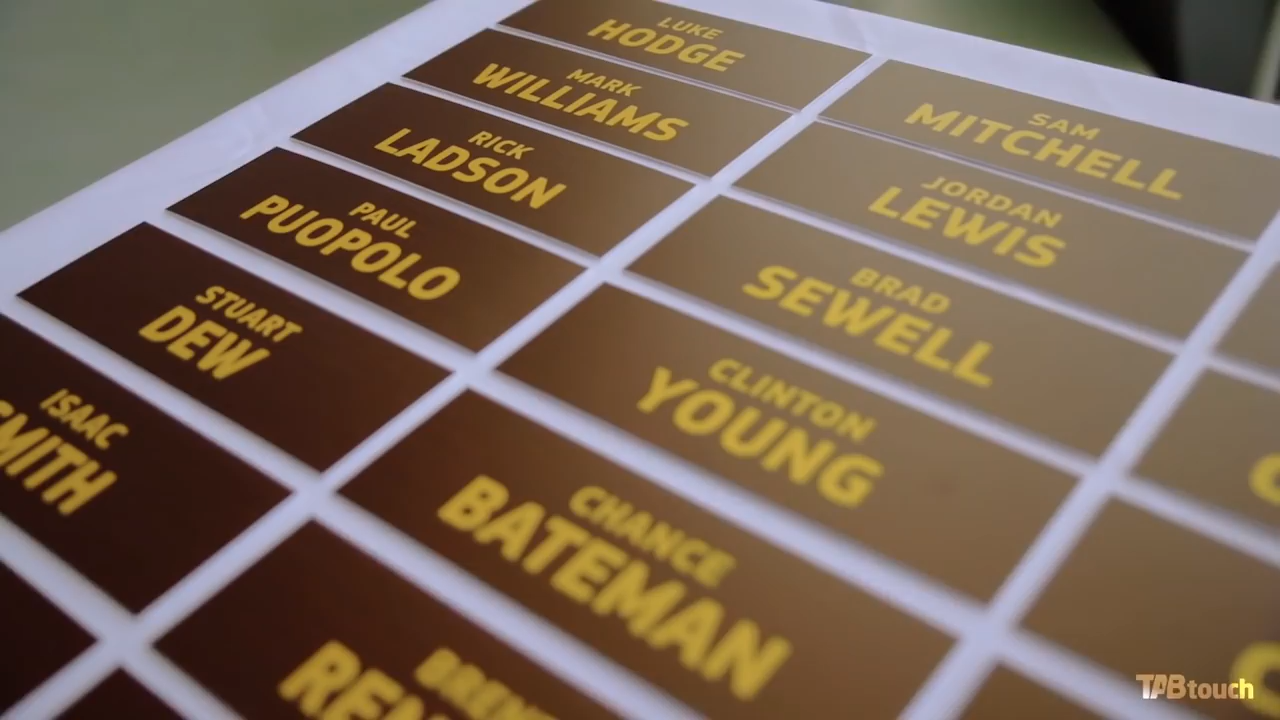 LUKE
HODGE
MARK
WILLIAMS
RICK
LADSON
PAUL
PUOPOLO
STUART
DEW
ISAAC
SMITH
SAM
MITCHELL
JORDAN
LEWIS
BRAD
SEWELL
CLINTON
YOUNG
CHANCE
BATEMAN
TABtouch